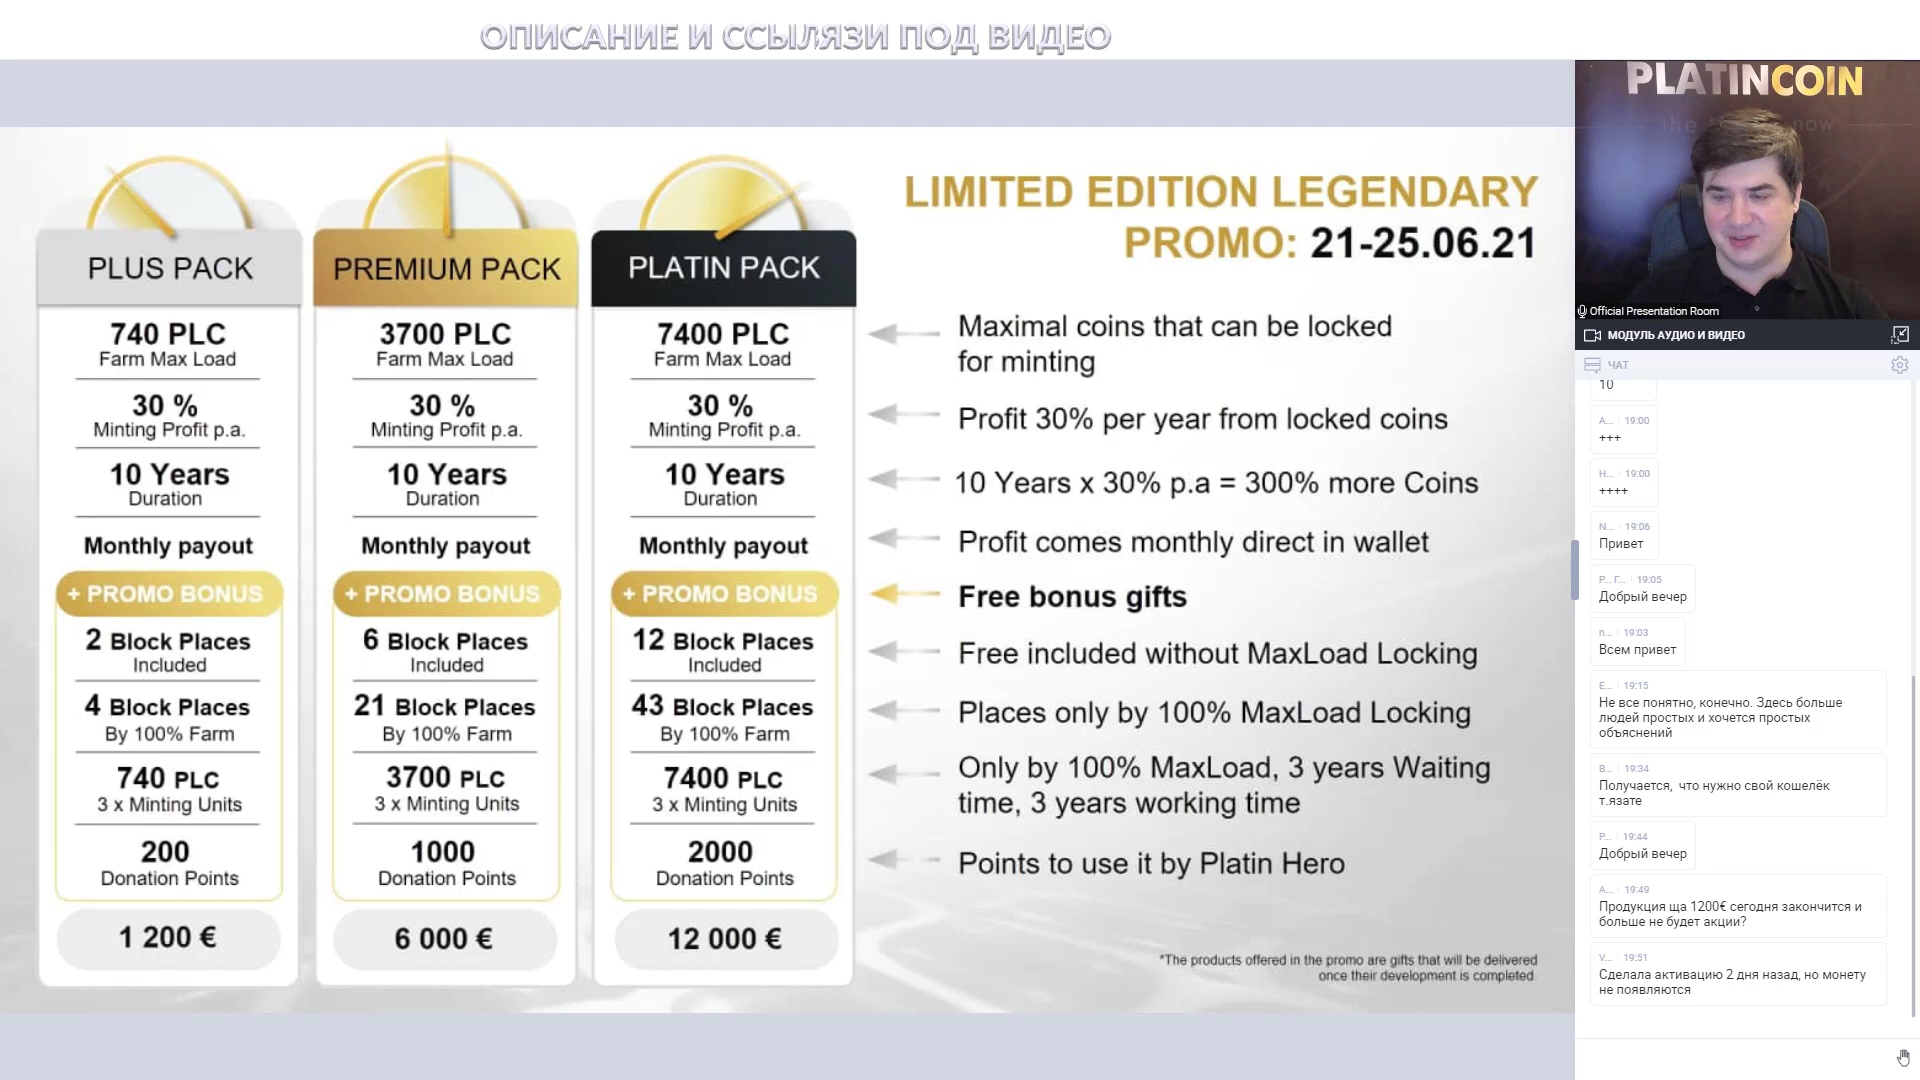 ОПИСАНИЕ И ССЫЛЯЗИ ПОД ВИДЕО
PLUS PACK
740 PLC
Farm Max Load
30 %
Minting Profit p.a.
10 Years
Duration
Monthly payout
+ PROMO BONUS
2 Block Places
Included
4 Block Places
By 100% Farm
740 PLC
3 x Minting Units
200
Donation Points
1 200 €
PREMIUM PACK
3700 PLC
Farm Max Load
30 %
Minting Profit p.a.
10 Years
Duration
Monthly payout
+ PROMO BONUS
6 Block Places
Included
21 Block Places
By 100% Farm
3700 PLC
3 x Minting Units
1000
Donation Points
6 000 €
PLATIN PACK
7400 PLC
Farm Max Load
30 %
Minting Profit p.a.
10 Years
Duration
Monthly payout
+ PROMO BONUS
12 Block Places
Included
43 Block Places
By 100% Farm
7400 PLC
3 x Minting Units
2000
Donation Points
12 000 €
LIMITED EDITION LEGENDARY
PROMO: 21-25.06.21
Maximal coins that can be locked
for minting
Profit 30% per year from locked coins
10 Years x 30% p.a = 300% more Coins
Profit comes monthly direct in wallet
Free bonus gifts
Free included without MaxLoad Locking
Places only by 100% MaxLoad Locking
Only by 100% MaxLoad, 3 years Waiting
time, 3 years working time
Points to use it by Platin Hero
*The products offered in the promo are gifts that will be delivered
once their development is completed.
PLATINCOIN
the now
Official Presentation Room
МОДУЛЬ АУДИО И ВИДЕО
ЧАТ
10
A... 19:00
+++
Н... 19:00
++++
N... 19:06
Привет
Р... Г... 19:05
Добрый вечер
п... 19:03
Всем привет
Е... 19:15
Не все понятно, конечно. Здесь больше
людей простых и хочется простых
объяснений
В... 19:34
Получается, что нужно свой кошелёк
т.язате
Р... 19:44
Добрый вечер
А... 19:49
Продукция ща 1200€ сегодня закончится и
больше не будет акции?
V... 19:51
Сделала активацию 2 дня назад, но монету
не появляются